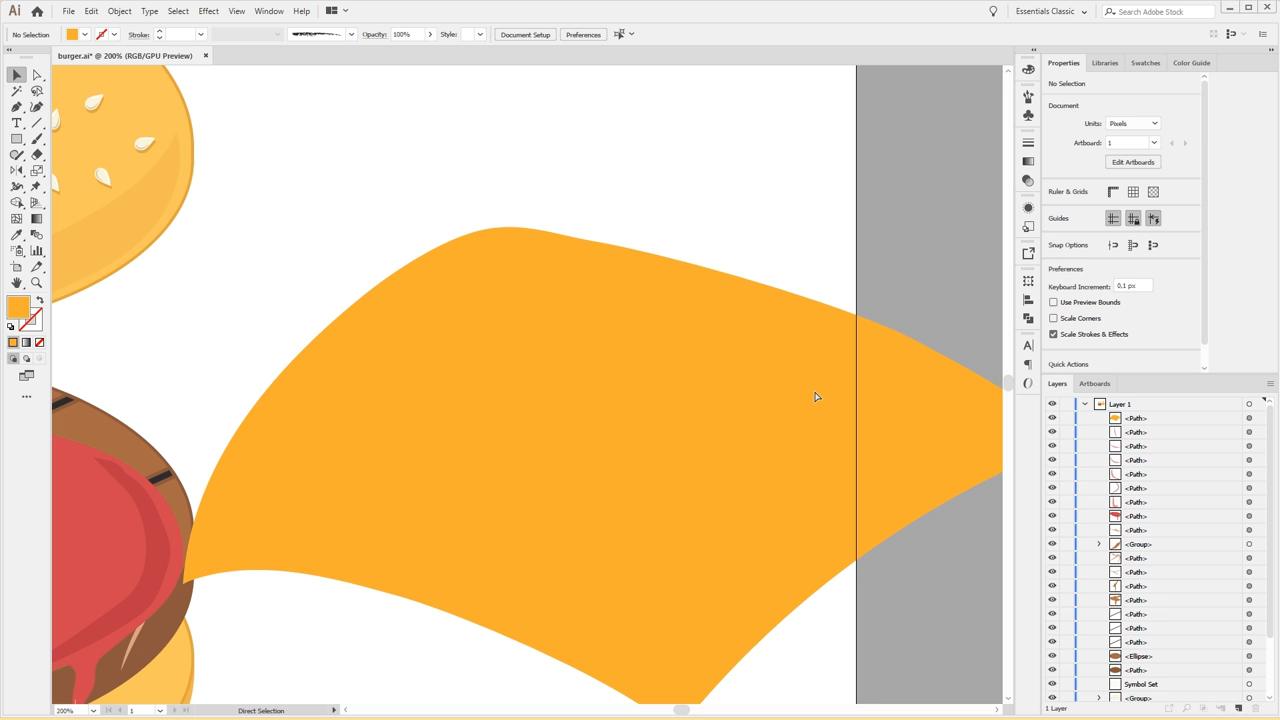 Ai File Edit Object Type Select Effect View Window Help Essentials Classic Search Adobe Stock
No Selection Stroke: Opacity: 100% Style: Document Setup Preferences
burger.ai* @ 200% (RGB/GPU Preview) ×
Properties Libraries Swatches Color Guide
No Selection
Document
Units: Pixels
Artboard: 1
Edit Artboards
Ruler & Grids
Guides
Snap Options
Preferences
Keyboard Increment: 0,1 px
Use Preview Bounds
Scale Corners
Scale Strokes & Effects
Quick Actions
Layers Artboards
Layer 1
<Path>
<Path>
<Path>
<Path>
<Path>
<Path>
<Path>
<Path>
<Path>
<Group>
<Path>
<Path>
<Path>
<Path>
<Path>
<Path>
<Path>
<Ellipse>
<Path>
Symbol Set
<Group>
1 Layer
200% 1 Direct Selection